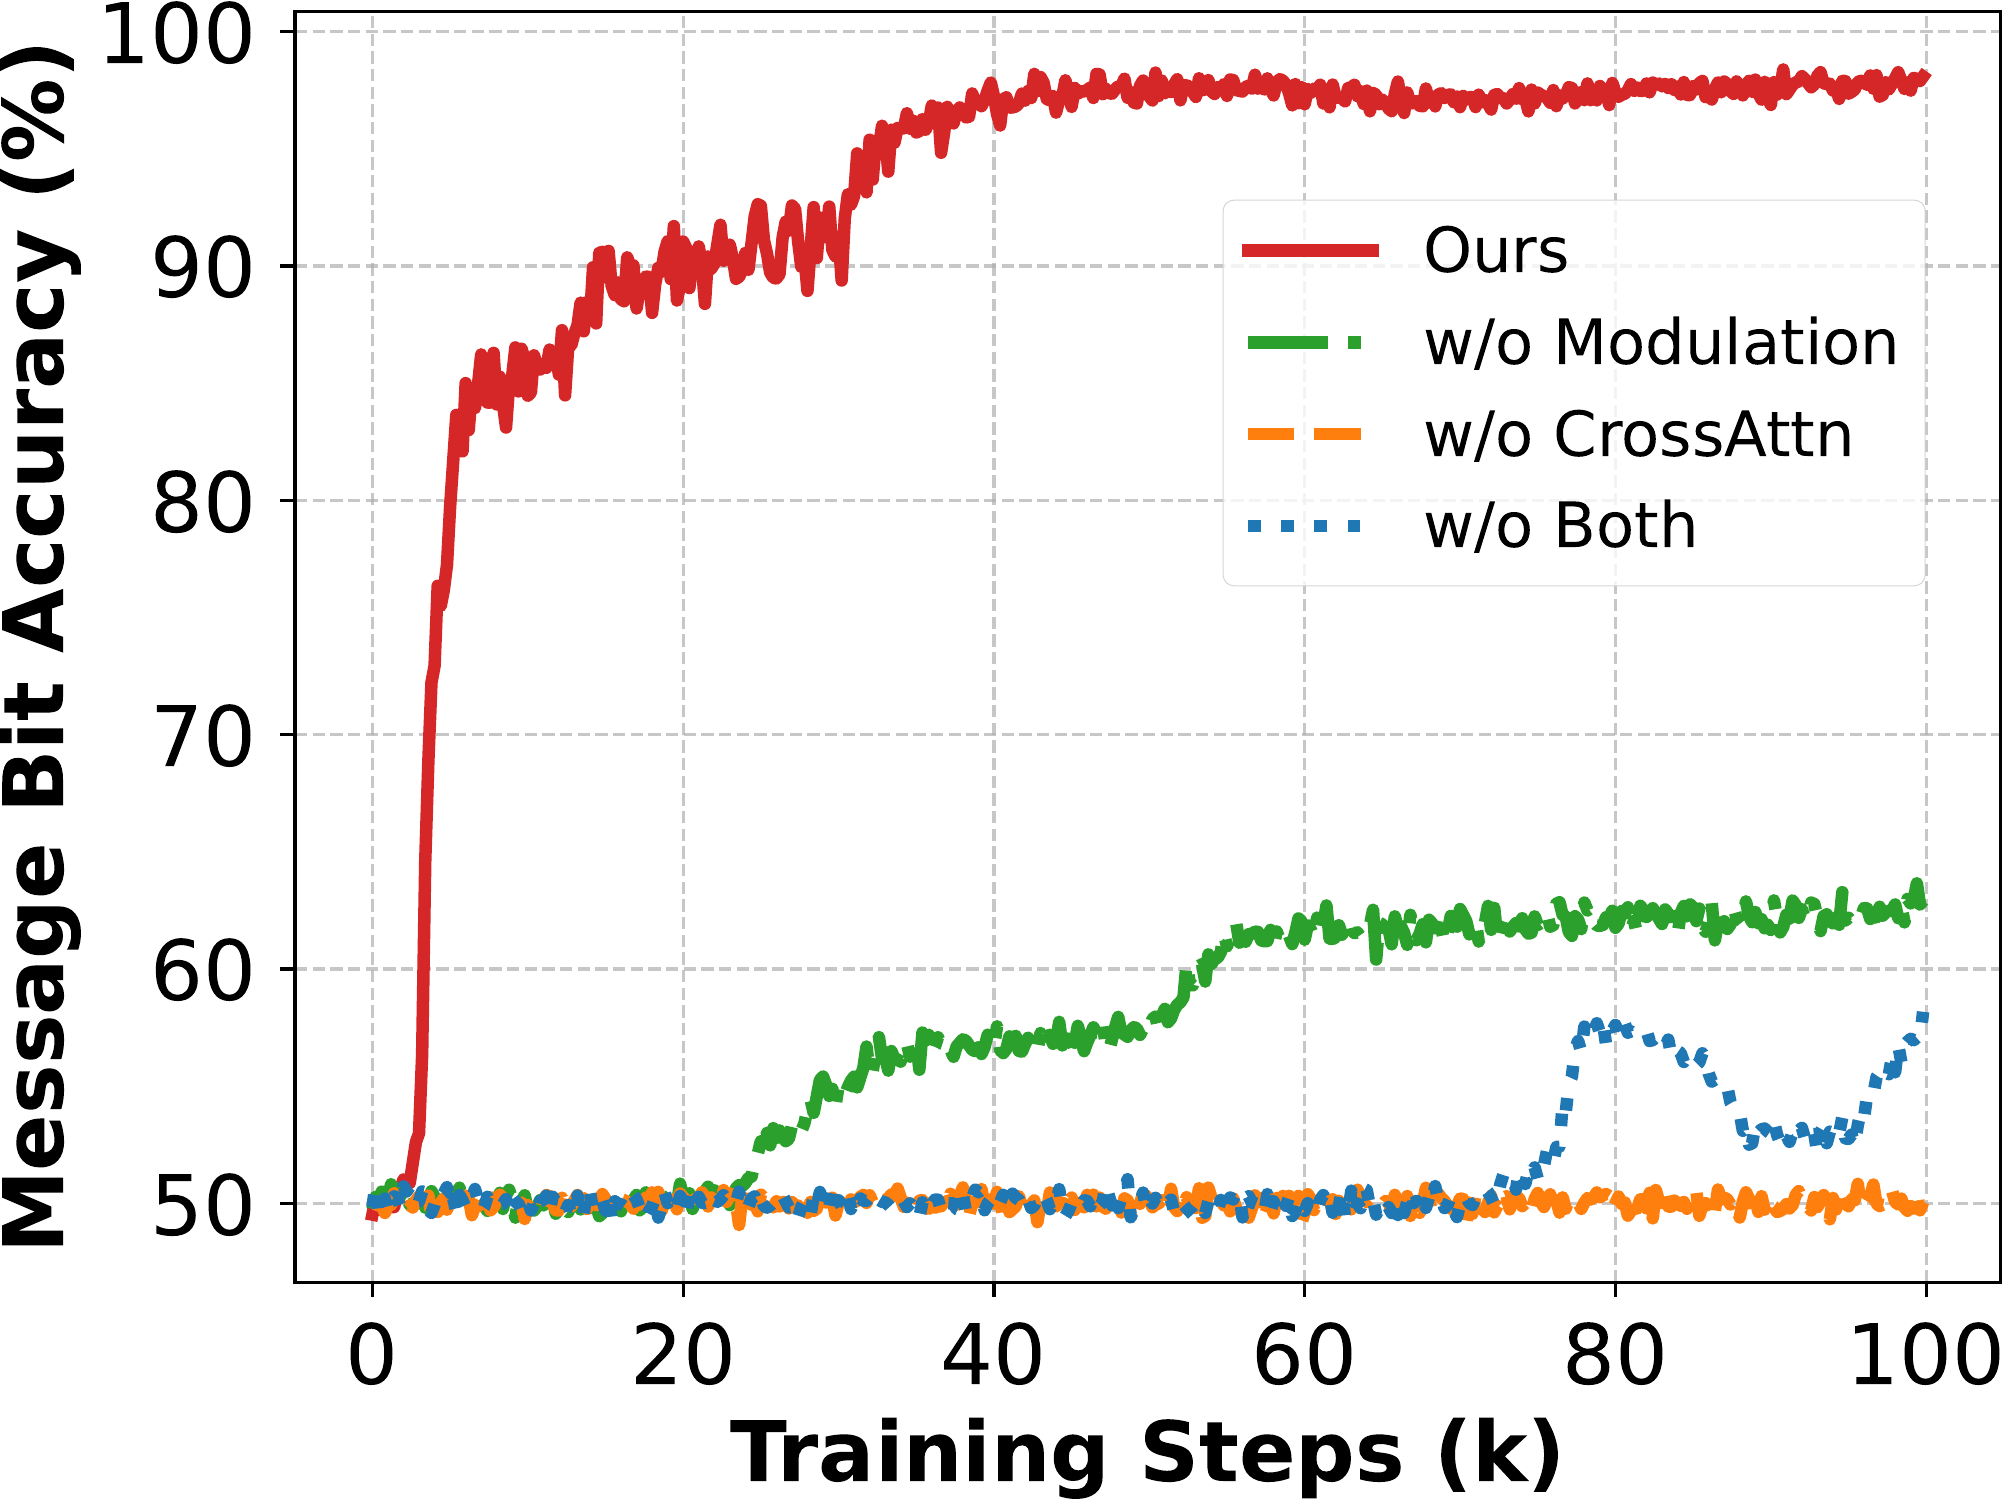 Message Bit Accuracy (%)
100
90
80
70
60
50
Ours
w/o Modulation
w/o CrossAttn
w/o Both
0 20 40 60 80 100
Training Steps (k)